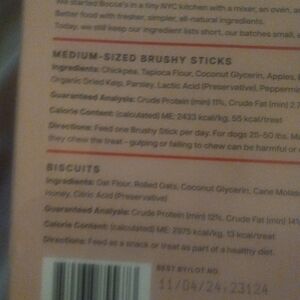 We started Bocce's in a tiny NYC kitchen with a mixer, an oven, a
Better food with fresher, simpler, all-natural ingredients.
Today, we still keep our ingredient lists short, our batches small,
MEDIUM-SIZED BRUSHY STICKS
Ingredients: Chickpea, Tapioca Flour, Coconut Glycerin, Apples,
Organic Dried Kelp, Parsley, Lactic Acid (Preservative), Peppermin
Guaranteed Analysis: Crude Protein (min) 11%, Crude Fat (min) 2.
Calorie Content (calculated) ME: 2433 kcal/kg, 55 kcal/treat
Directions: Feed one Brushy Stick per day. For dogs 25-50 lbs. M
they chew the treat - gulping or failing to chew can be harmful or
BISCUITS
Ingredients: Oat Flour, Rolled Oats, Coconut Glycerin, Cane Molas
Honey, Citric Acid (Preservative)
Guaranteed Analysis: Crude Protein (min) 12%, Crude Fat (min) 14%
Calorie Content (calculated) ME: 2975 kcal/kg, 13 kcal/treat
Directions: Feed as a snack or treat as part of a healthy diet.
BEST BY/LOT NO.
11/04/24,23124